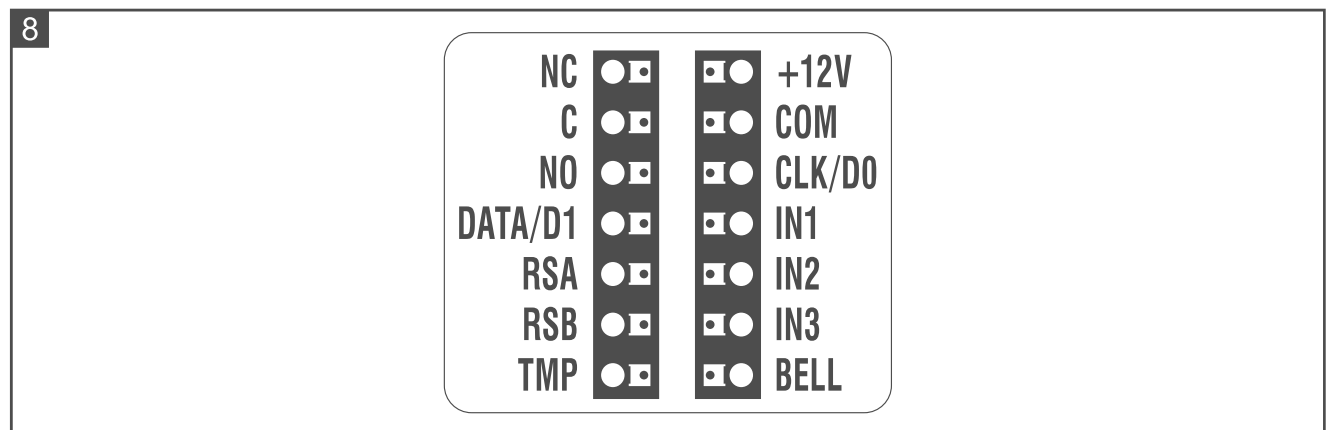 8
NC +12V
C COM
NO CLK/D0
DATA/D1 IN1
RSA IN2
RSB IN3
TMP BELL